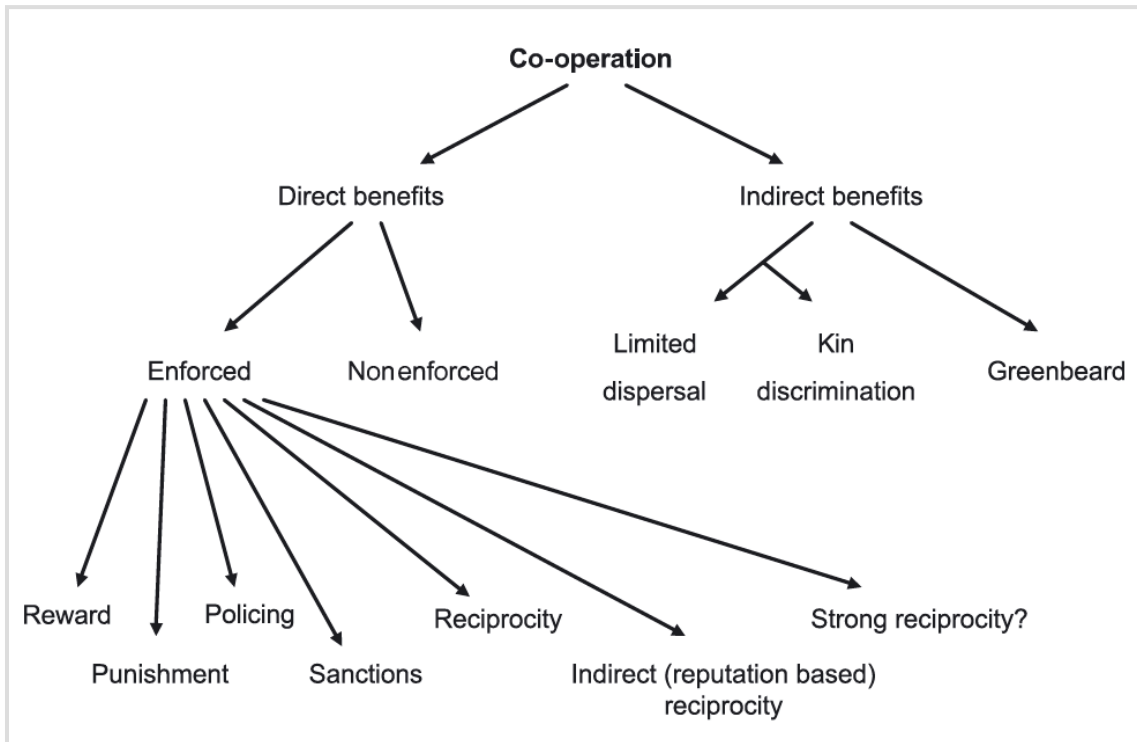 Co-operation
Direct benefits
Indirect benefits
Limited
dispersal
Kin
discrimination
Enforced
Nonenforced
Greenbeard
Reward
Policing
Reciprocity
Strong reciprocity?
Punishment
Sanctions
Indirect (reputation based)
reciprocity